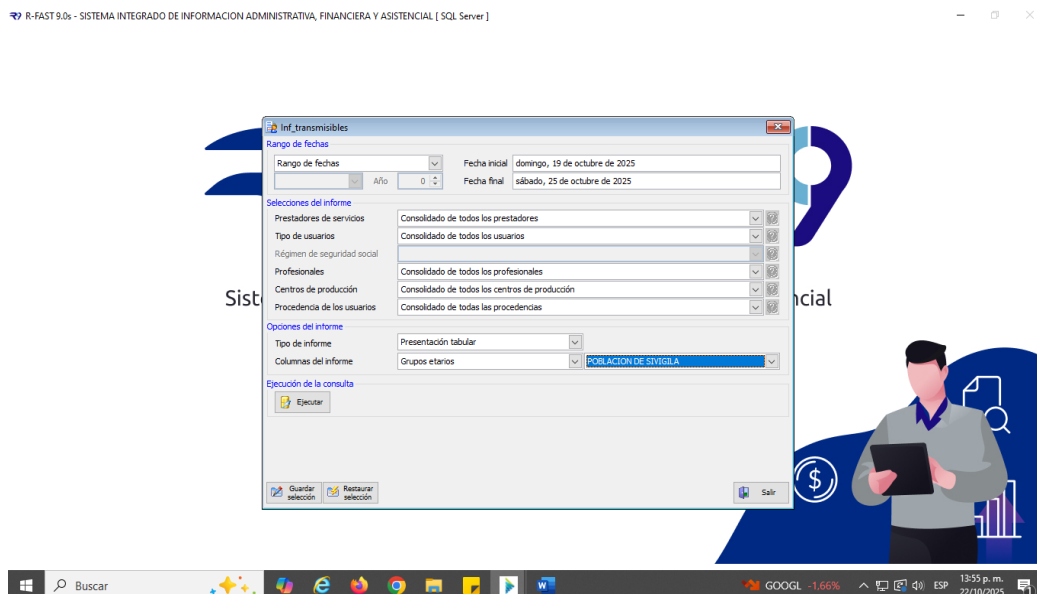 R-FAST 9.0s - SISTEMA INTEGRADO DE INFORMACION ADMINISTRATIVA, FINANCIERA Y ASISTENCIAL [ SQL Server ]
Inf_transmisibles
Rango de fechas
Rango de fechas Fecha inicial domingo, 19 de octubre de 2025
Año 0 Fecha final sábado, 25 de octubre de 2025
Selecciones del informe
Prestadores de servicios Consolidado de todos los prestadores
Tipo de usuarios Consolidado de todos los usuarios
Régimen de seguridad social
Profesionales Consolidado de todos los profesionales
Centros de producción Consolidado de todos los centros de producción
Procedencia de los usuarios Consolidado de todas las procedencias
Sist ncial
Opciones del informe
Tipo de informe Presentación tabular
Columnas del informe Grupos etarios POBLACION DE SIVIGILA
Ejecución de la consulta
Ejecutar
Guardar selección Restaurar selección Salir
Buscar GOOGL -1.66% ESP 13:55 p. m.
22/10/2025